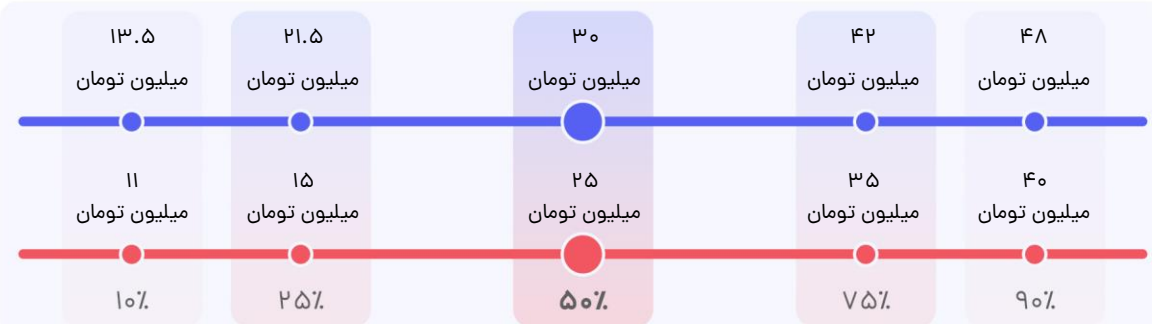 ۱۳.۵ ۲۱.۵ ۳۰ ۴۲ ۴۸
میلیون تومان میلیون تومان میلیون تومان میلیون تومان میلیون تومان
۱۱ ۱۵ ۲۵ ۳۵ ۴۰
میلیون تومان میلیون تومان میلیون تومان میلیون تومان میلیون تومان
۱۰٪ ۲۵٪ ۵۰٪ ۷۵٪ ۹۰٪